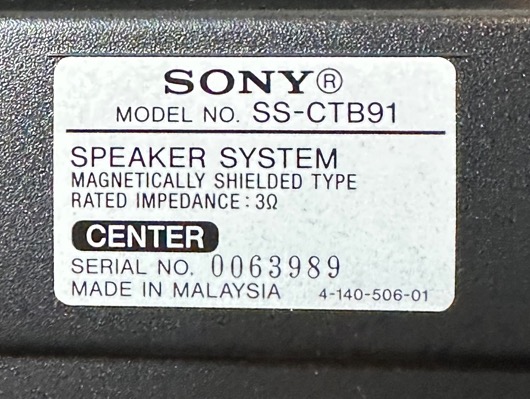 SONY®
MODEL NO. SS-CTB91
SPEAKER SYSTEM
MAGNETICALLY SHIELDED TYPE
RATED IMPEDANCE : 3Ω
CENTER
SERIAL NO. 0063989
MADE IN MALAYSIA 4-140-506-01